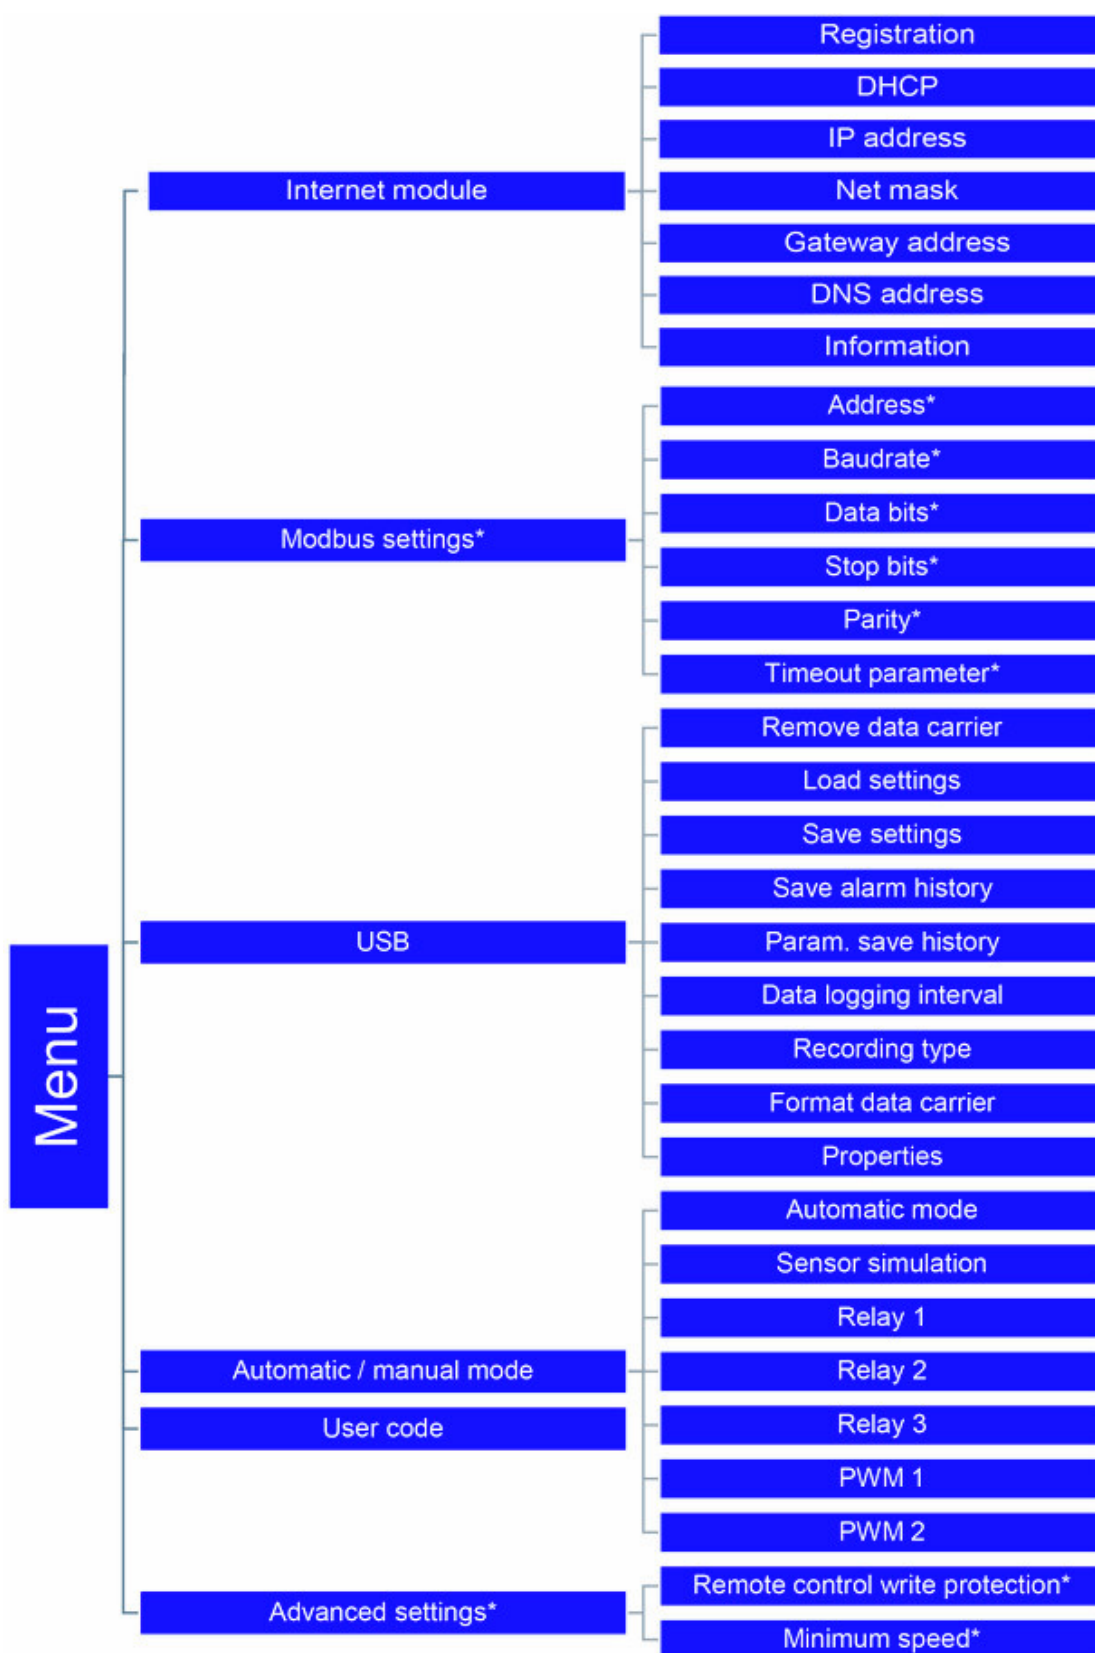 Menu
Internet module
Registration
DHCP
IP address
Net mask
Gateway address
DNS address
Information
Modbus settings*
Address*
Baudrate*
Data bits*
Stop bits*
Parity*
Timeout parameter*
USB
Remove data carrier
Load settings
Save settings
Save alarm history
Param. save history
Data logging interval
Recording type
Format data carrier
Properties
Automatic / manual mode
Automatic mode
Sensor simulation
Relay 1
Relay 2
Relay 3
PWM 1
PWM 2
User code
Advanced settings*
Remote control write protection*
Minimum speed*